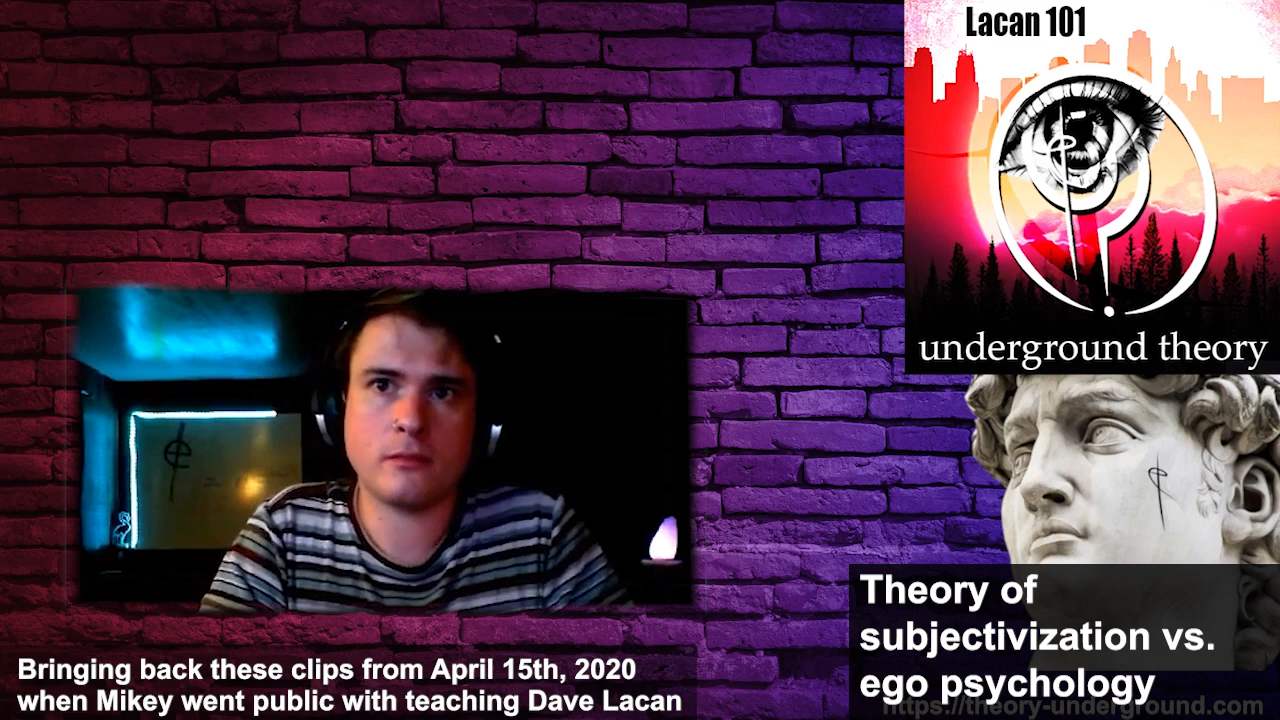 Lacan 101
underground theory
Theory of
subjectivization vs.
ego psychology
https://theory-underground.com
Bringing back these clips from April 15th, 2020
when Mikey went public with teaching Dave Lacan